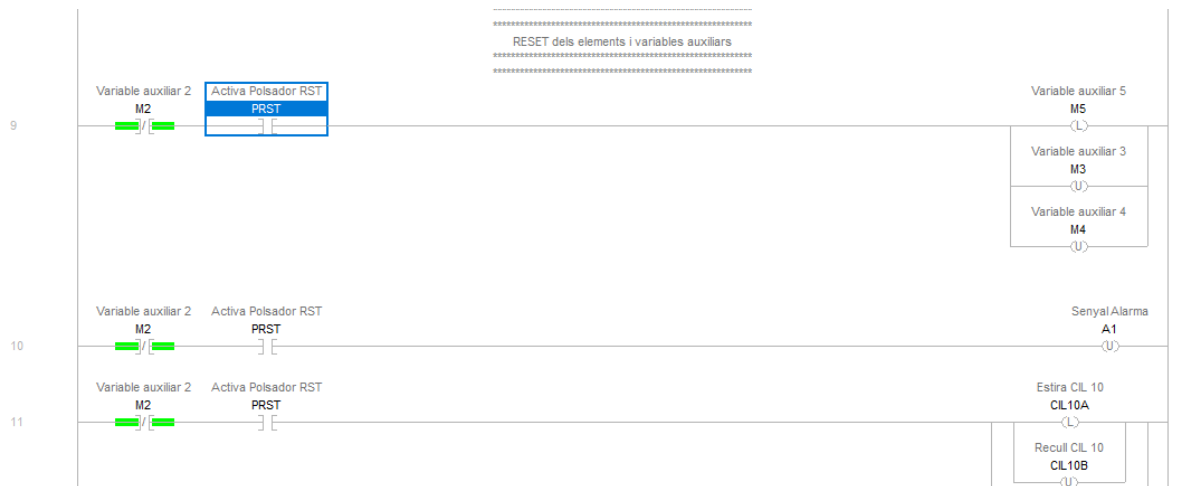 RESET dels elements i variables auxiliars
9
Variable auxiliar 2
M2
Activa Polsador RST
PRST
Variable auxiliar 5
M5
L
Variable auxiliar 3
M3
U
Variable auxiliar 4
M4
U
10
Variable auxiliar 2
M2
Activa Polsador RST
PRST
Senyal Alarma
A1
U
11
Variable auxiliar 2
M2
Activa Polsador RST
PRST
Estira CIL 10
CIL10A
L
Recull CIL 10
CIL10B
U